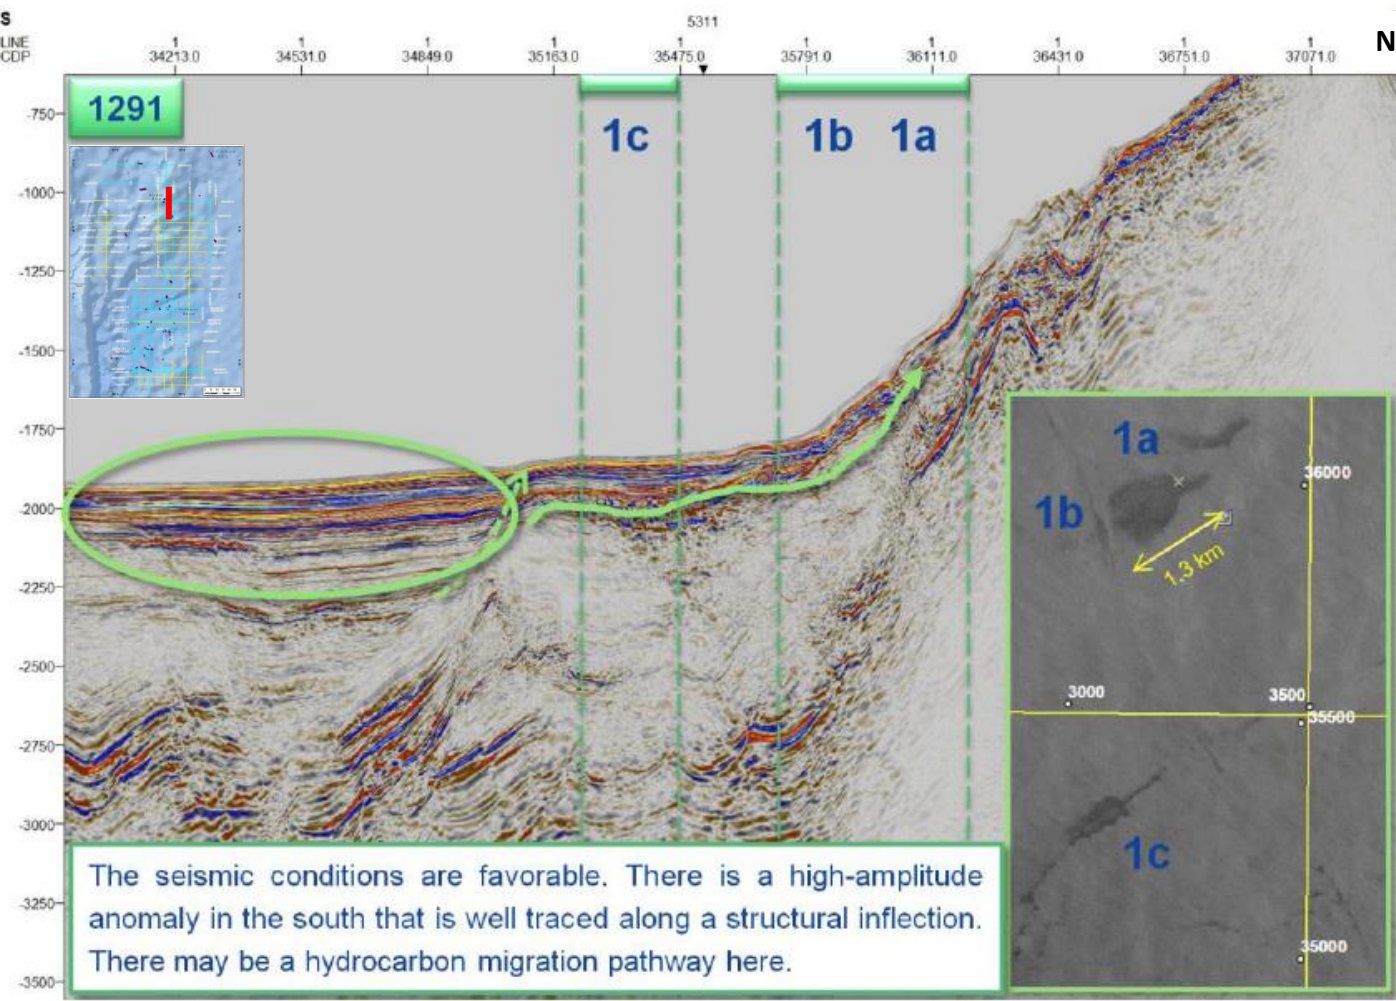 S
5311
N
LINE 1 1 1 1 1 1 1 1 1 1
CDP 34213.0 34531.0 34849.0 35163.0 35475.0 35791.0 36111.0 36431.0 36751.0 37071.0
1291
1c
1b 1a
-750
-1000
-1250
-1500
-1750
-2000
-2250
-2500
-2750
-3000
-3250
-3500
1a
36000
1b
1,3 km
3000
3500
35500
1c
35000
The seismic conditions are favorable. There is a high-amplitude
anomaly in the south that is well traced along a structural inflection.
There may be a hydrocarbon migration pathway here.